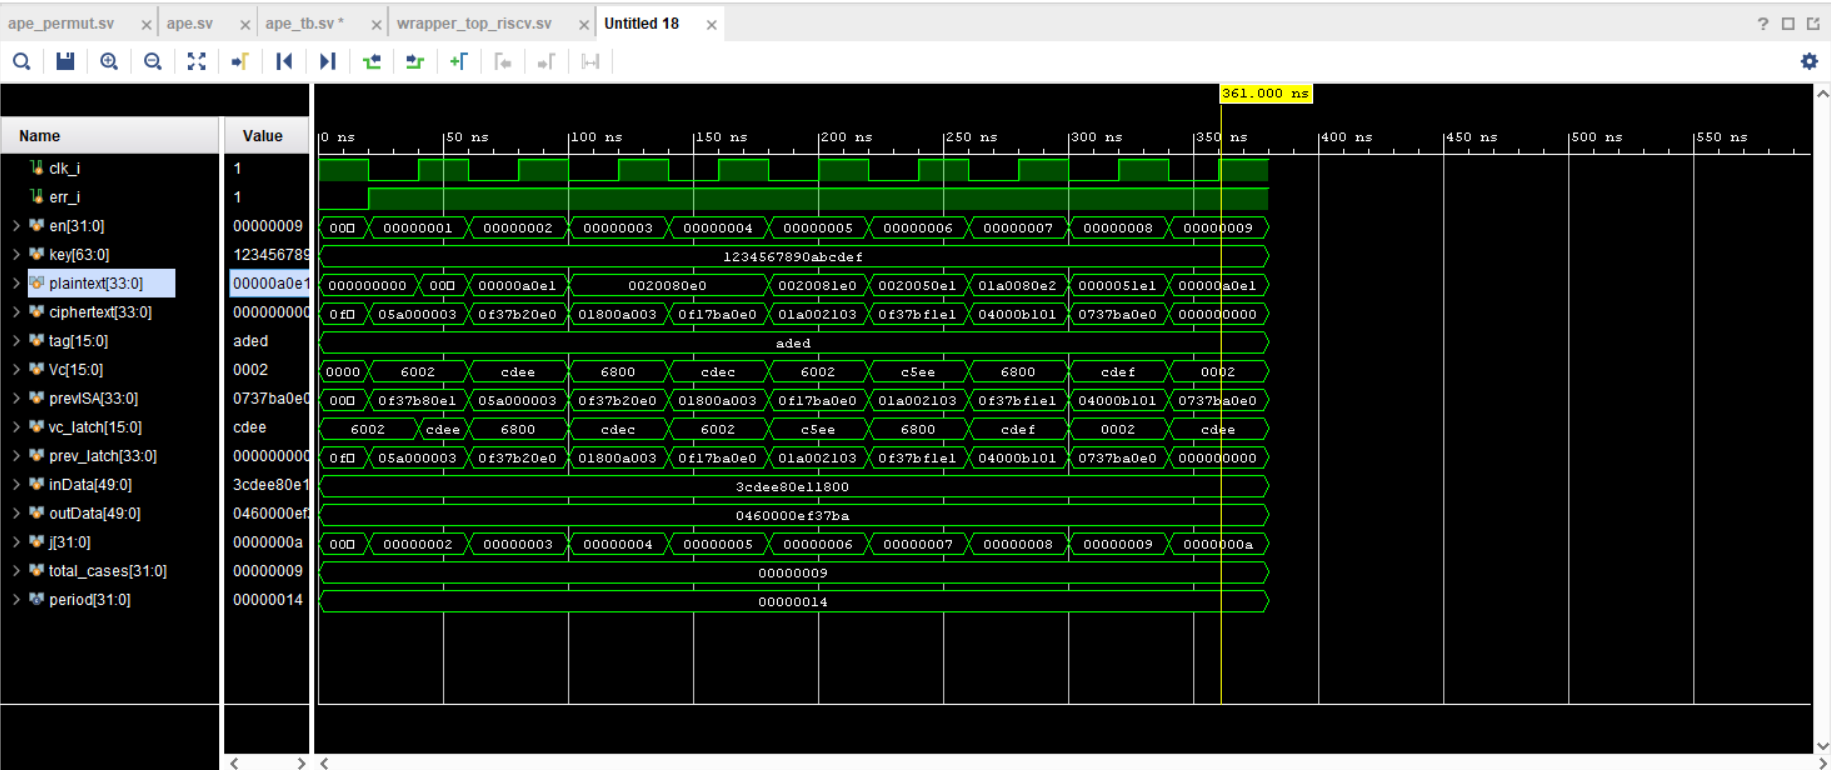 ape_permut.sv × ape.sv × ape_tb.sv * × wrapper_top_riscv.sv × Untitled 18 × ?
361.000 ns
Name Value 0 ns 50 ns 100 ns 150 ns 200 ns 250 ns 300 ns 350 ns 400 ns 450 ns 500 ns 550 ns
clk_i 1
err_i 1
en[31:0] 00000009 00□ 00000001 00000002 00000003 00000004 00000005 00000006 00000007 00000008 00000009
key[63:0] 123456789 1234567890abcdef
plaintext[33:0] 00000a0e1 000000000 00□ 00000a0e1 0020080e0 0020081e0 0020050e1 01a0080e2 0000051e1 00000a0e1
ciphertext[33:0] 000000000 0f□ 05a000003 0f37b20e0 01800a003 0f17ba0e0 01a002103 0f37bf1e1 04000b101 0737ba0e0 000000000
tag[15:0] aded aded
Vc[15:0] 0002 0000 6002 cdee 6800 cdec 6002 c5ee 6800 cdef 0002
prevISA[33:0] 0737ba0e0 00□ 0f37b80e1 05a000003 0f37b20e0 01800a003 0f17ba0e0 01a002103 0f37bf1e1 04000b101 0737ba0e0
vc_latch[15:0] cdee 6002 cdee 6800 cdec 6002 c5ee 6800 cdef 0002 cdee
prev_latch[33:0] 000000000 0f□ 05a000003 0f37b20e0 01800a003 0f17ba0e0 01a002103 0f37bf1e1 04000b101 0737ba0e0 000000000
inData[49:0] 3cdee80e1 3cdee80e11800
outData[49:0] 0460000ef 0460000ef37ba
j[31:0] 0000000a 00□ 00000002 00000003 00000004 00000005 00000006 00000007 00000008 00000009 0000000a
total_cases[31:0] 00000009 00000009
period[31:0] 00000014 00000014